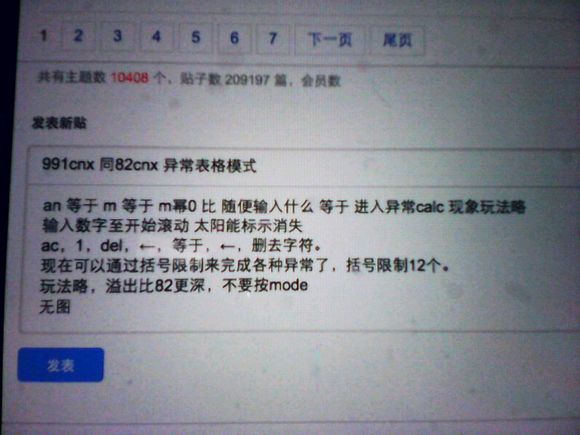 1 2 3 4 5 6 7 下一页 尾页
共有主题数 10408 个，贴子数 209197 篇，会员数
发表新贴
991cnx 同82cnx 异常表格模式
an 等于 m 等于 m幂0 比 随便输入什么 等于 进入异常calc 现象玩法略
输入数字至开始滚动 太阳能标示消失
ac，1，del，←，等于，←，删去字符。
现在可以通过括号限制来完成各种异常了，括号限制12个。
玩法略，溢出比82更深，不要按mode
无图
发表